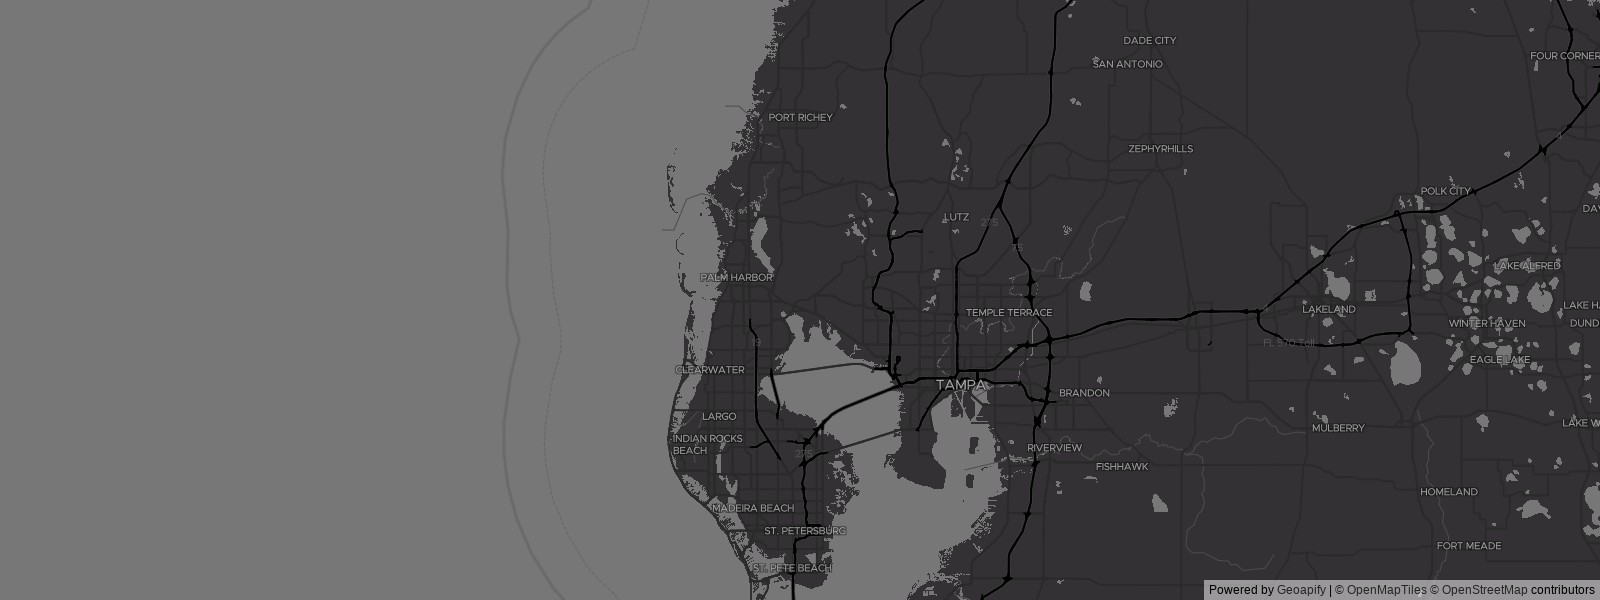 DADE CITY
FOUR CORNER
SAN ANTONIO
PORT RICHEY
ZEPHYRHILLS
POLK CITY
DAV
LUTZ
275
75
LAKE ALFRED
PALM HARBOR
LAKE HA
LAKELAND
TEMPLE TERRACE
WINTER HAVEN
DUND
19
FL 570 Toll
EAGLE LAKE
CLEARWATER
TAMPA
BRANDON
LARGO
LAKE W
MULBERRY
INDIAN ROCKS
BEACH
RIVERVIEW
275
FISHHAWK
HOMELAND
MADEIRA BEACH
ST. PETERSBURG
FORT MEADE
ST. PETE BEACH
Powered by Geoapify | © OpenMapTiles © OpenStreetMap contributors